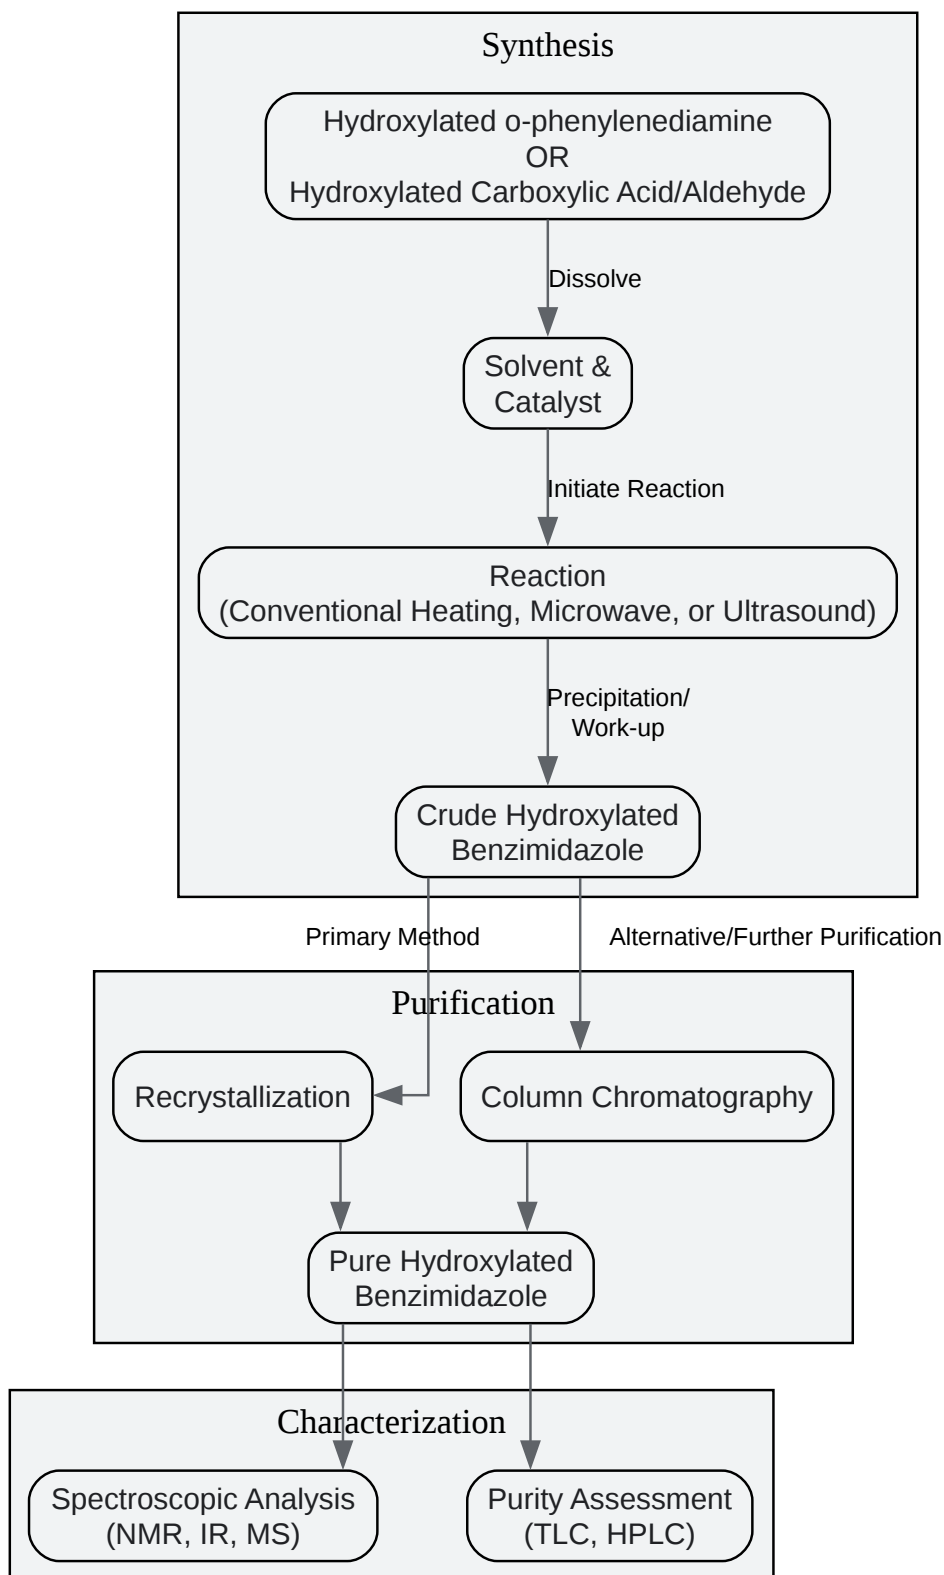 Synthesis
Hydroxylated o-phenylenediamine
OR
Hydroxylated Carboxylic Acid/Aldehyde
Dissolve
Solvent &
Catalyst
Initiate Reaction
Reaction
(Conventional Heating, Microwave, or Ultrasound)
Precipitation/
Work-up
Crude Hydroxylated
Benzimidazole
Primary Method
Alternative/Further Purification
Purification
Recrystallization
Column Chromatography
Pure Hydroxylated
Benzimidazole
Characterization
Spectroscopic Analysis
(NMR, IR, MS)
Purity Assessment
(TLC, HPLC)